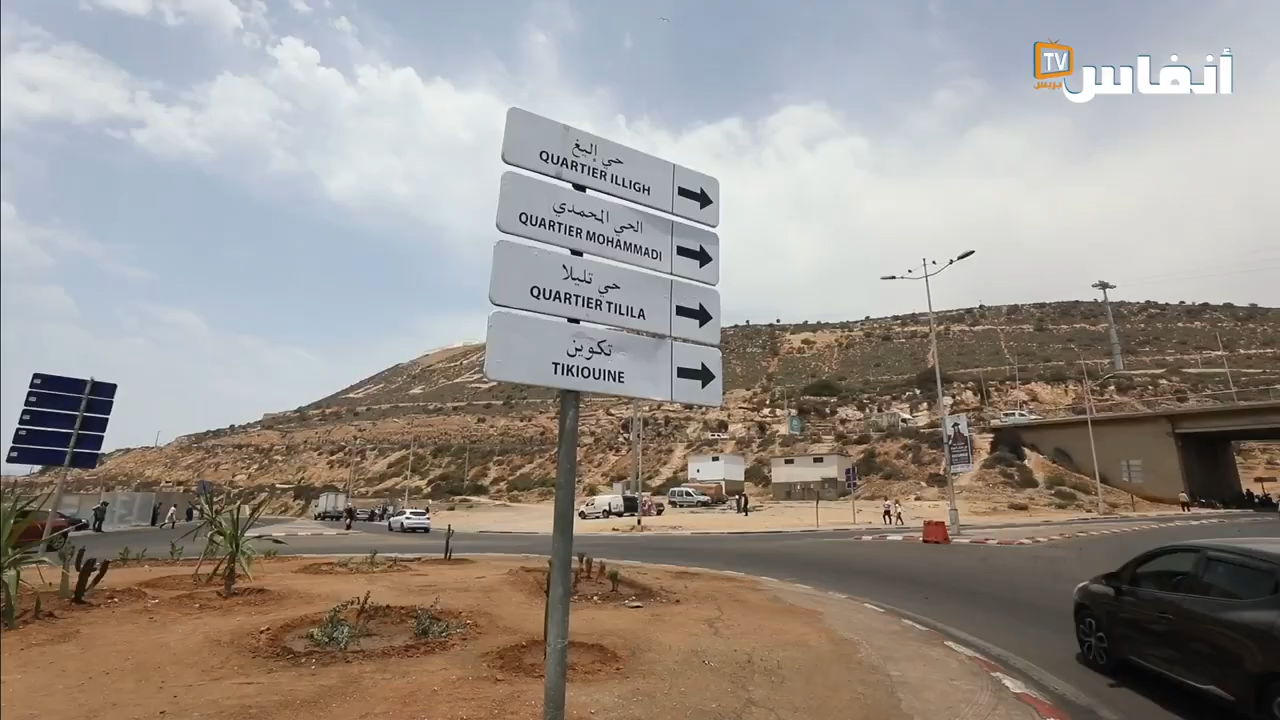 أنفاس
TV
بريس
حي إليغ
QUARTIER ILLIGH
الحي المحمدي
QUARTIER MOHAMMADI
حي تليلا
QUARTIER TILILA
تكوين
TIKIOUINE